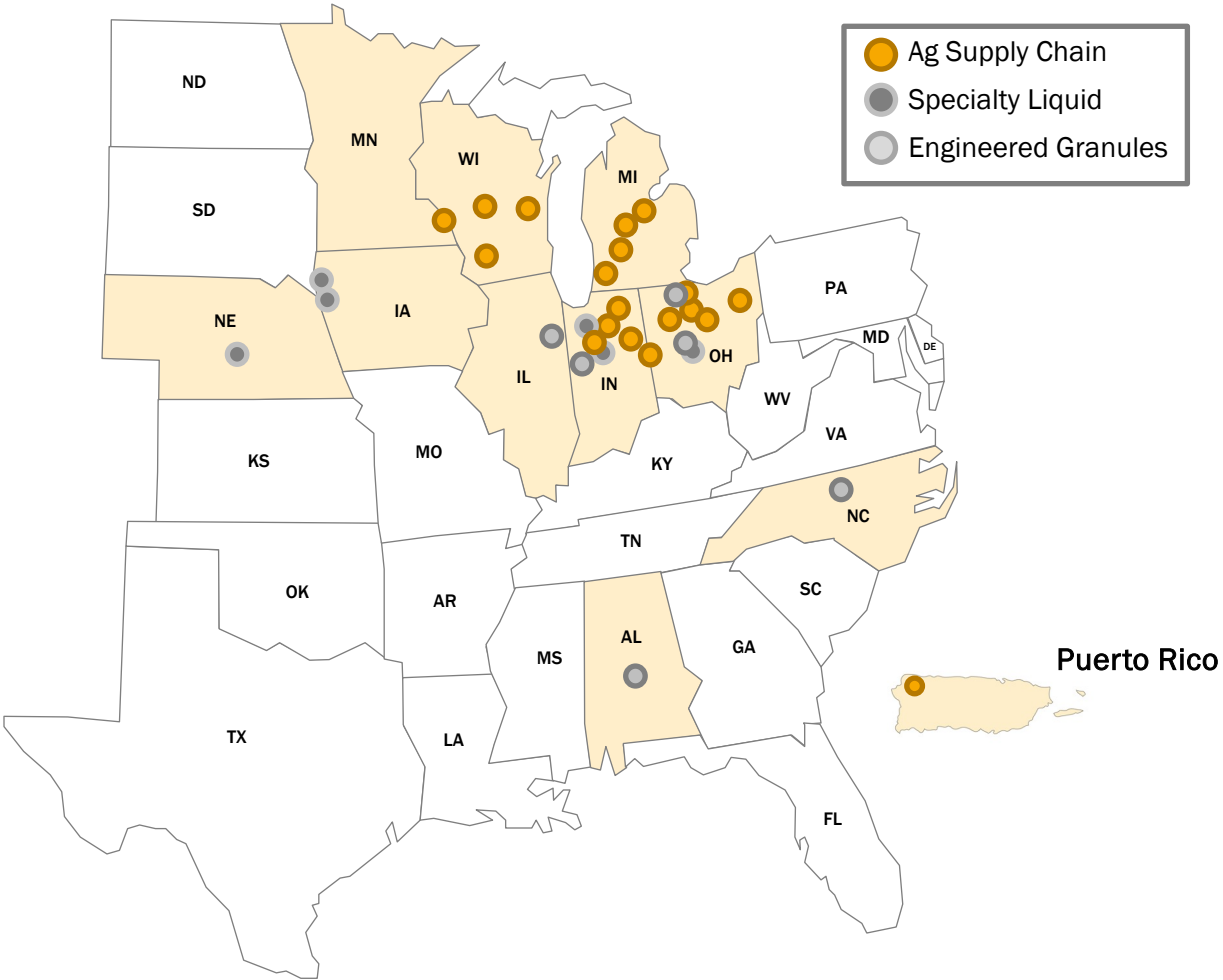 Ag Supply Chain
Specialty Liquid
Engineered Granules
ND
MN
WI
MI
SD
PA
NE
IA
MD
DE
IL
IN
OH
WV
VA
KS
MO
KY
NC
TN
OK
AR
SC
MS
AL
GA
Puerto Rico
TX
LA
FL